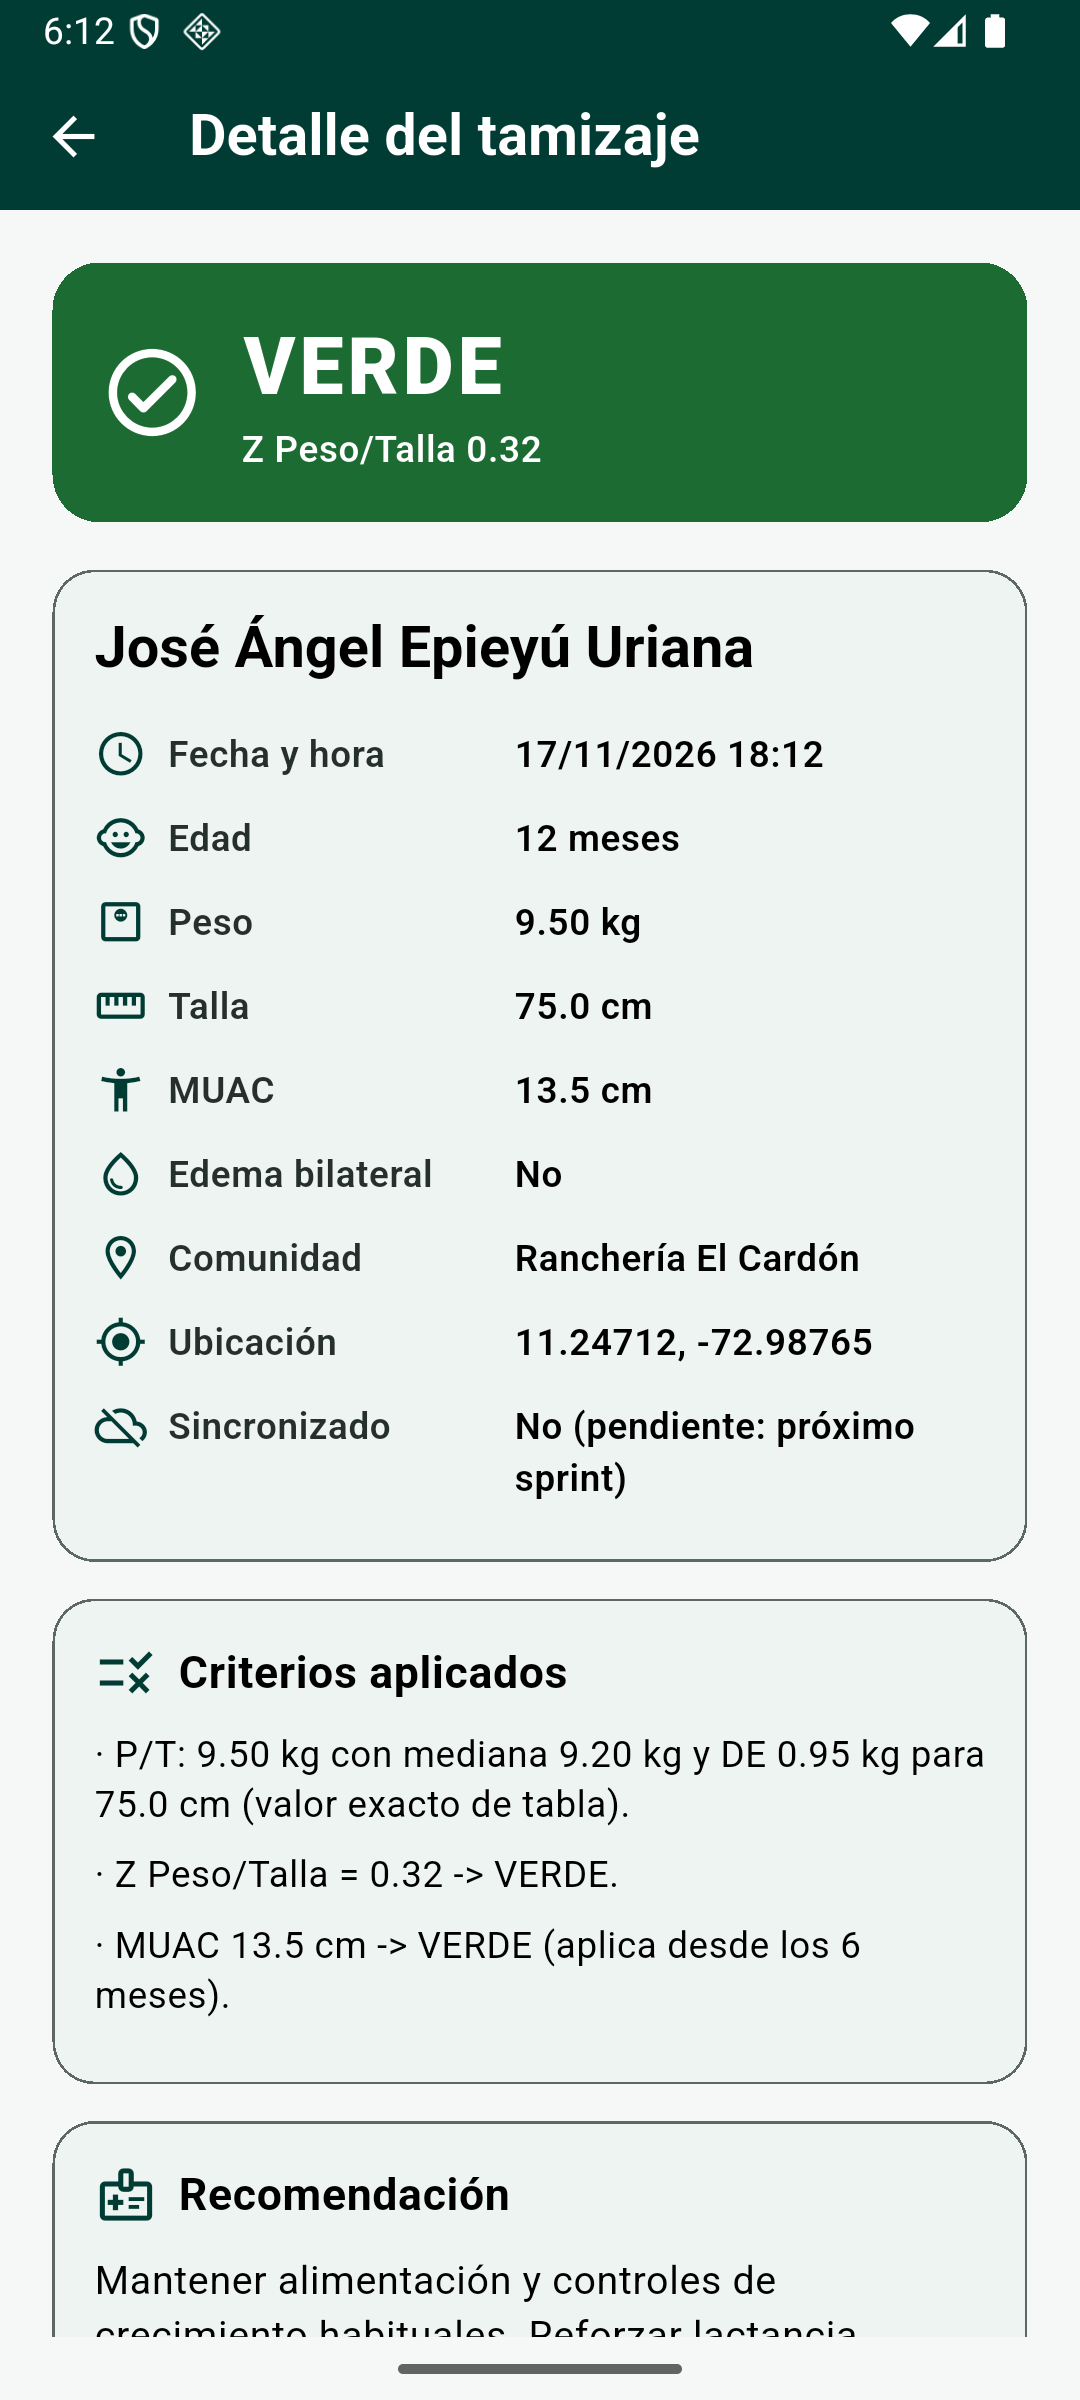 6:12
Detalle del tamizaje
VERDE
Z Peso/Talla 0.32
José Ángel Epieyú Uriana
Fecha y hora 17/11/2026 18:12
Edad 12 meses
Peso 9.50 kg
Talla 75.0 cm
MUAC 13.5 cm
Edema bilateral No
Comunidad Ranchería El Cardón
Ubicación 11.24712, -72.98765
Sincronizado No (pendiente: próximo
sprint)
Criterios aplicados
· P/T: 9.50 kg con mediana 9.20 kg y DE 0.95 kg para
75.0 cm (valor exacto de tabla).
· Z Peso/Talla = 0.32 -> VERDE.
· MUAC 13.5 cm -> VERDE (aplica desde los 6
meses).
Recomendación
Mantener alimentación y controles de
crecimiento habituales. Reforzar lactancia